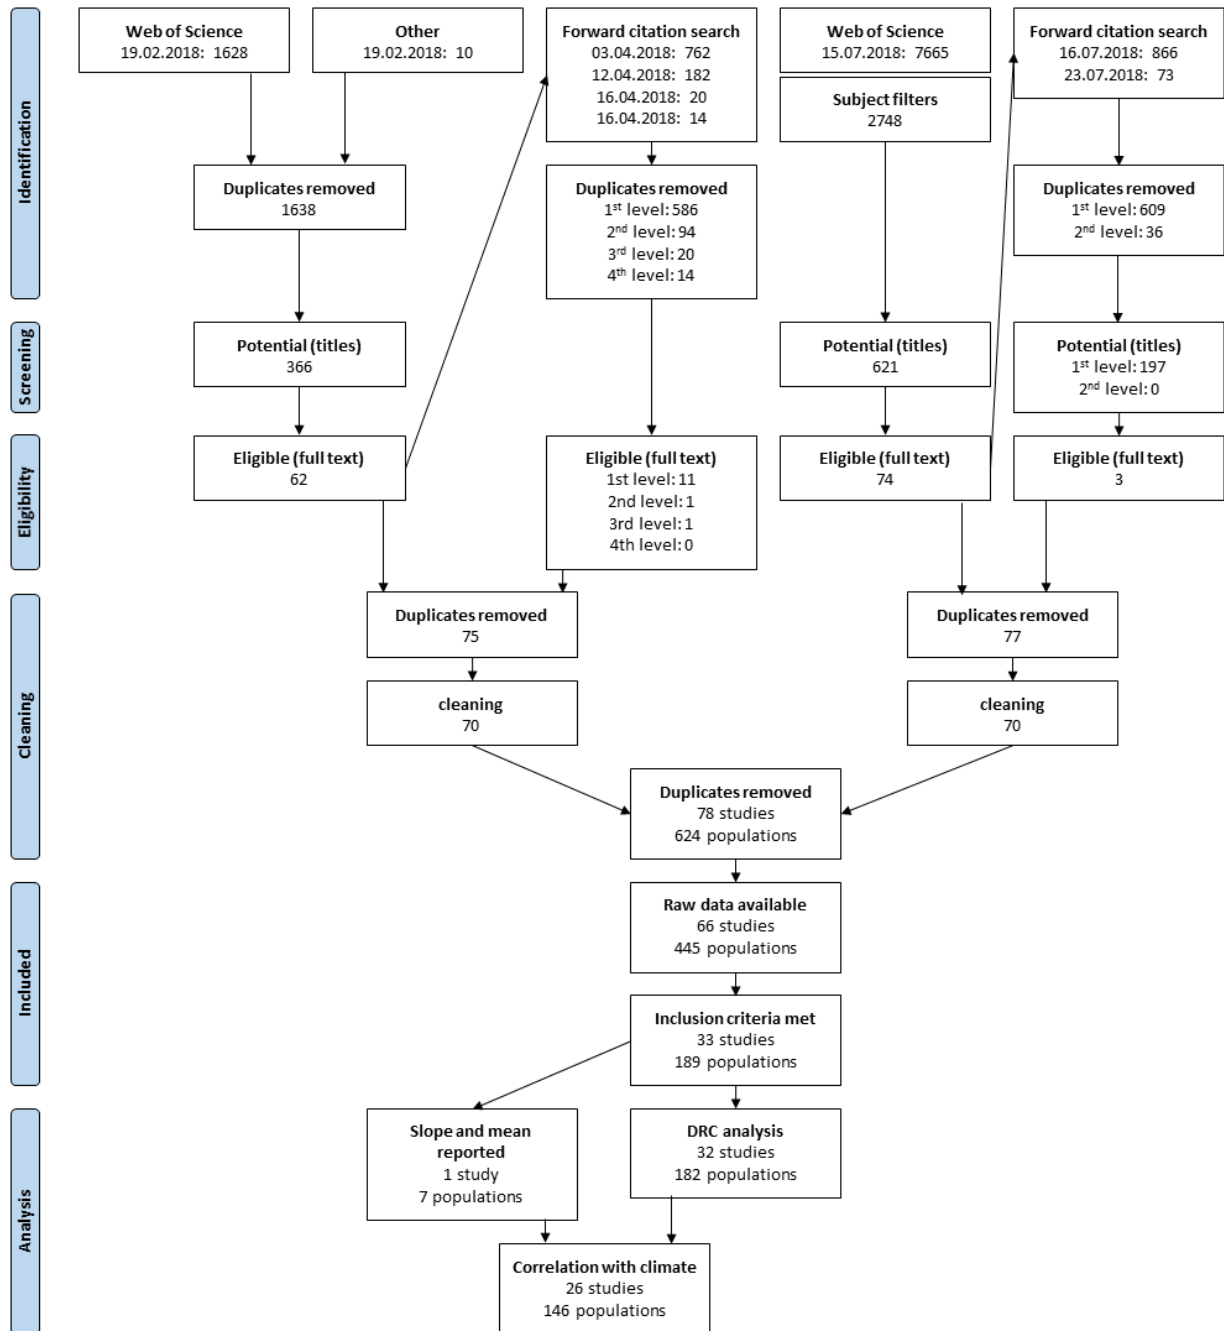 Identification
Web of Science
19.02.2018: 1628
Other
19.02.2018: 10
Forward citation search
03.04.2018: 762
12.04.2018: 182
16.04.2018: 20
16.04.2018: 14
Web of Science
15.07.2018: 7665
Subject filters
2748
Forward citation search
16.07.2018: 866
23.07.2018: 73
Duplicates removed
1638
Duplicates removed
1st level: 586
2nd level: 94
3rd level: 20
4th level: 14
Duplicates removed
1st level: 609
2nd level: 36
Screening
Potential (titles)
366
Potential (titles)
621
Potential (titles)
1st level: 197
2nd level: 0
Eligibility
Eligible (full text)
62
Eligible (full text)
1st level: 11
2nd level: 1
3rd level: 1
4th level: 0
Eligible (full text)
74
Eligible (full text)
3
Cleaning
Duplicates removed
75
Duplicates removed
77
cleaning
70
cleaning
70
Duplicates removed
78 studies
624 populations
Included
Raw data available
66 studies
445 populations
Inclusion criteria met
33 studies
189 populations
Analysis
Slope and mean
reported
1 study
7 populations
DRC analysis
32 studies
182 populations
Correlation with climate
26 studies
146 populations